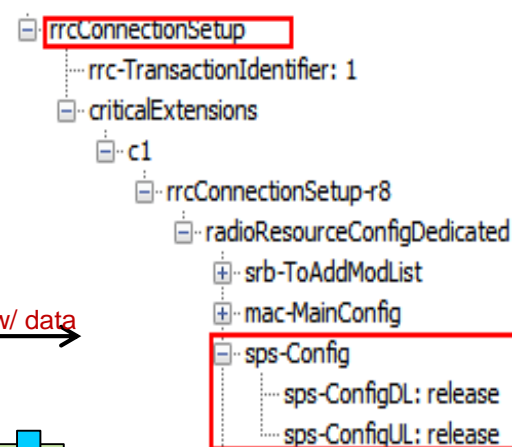 rrcConnectionSetup
rrc-TransactionIdentifier: 1
criticalExtensions
c1
rrcConnectionSetup-r8
radioResourceConfigDedicated
srb-ToAddModList
w/ data
mac-MainConfig
sps-Config
sps-ConfigDL: release
sps-ConfigUL: release